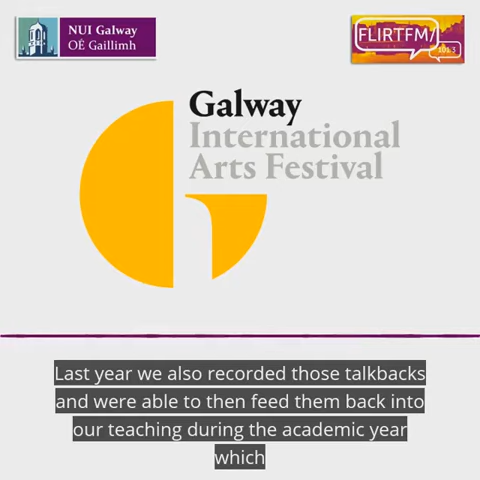 NUI Galway
OÉ Gaillimh
FLIRTFM
101.3
Galway
International
Arts Festival
Last year we also recorded those talkbacks
and were able to then feed them back into
our teaching during the academic year
which